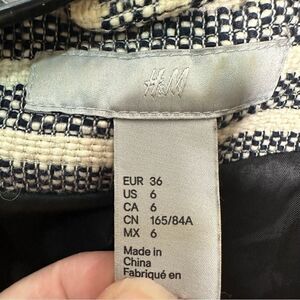 H&M
EUR 36
US 6
CA 6
CN 165/84A
MX 6
Made in
China
Fabriqué en